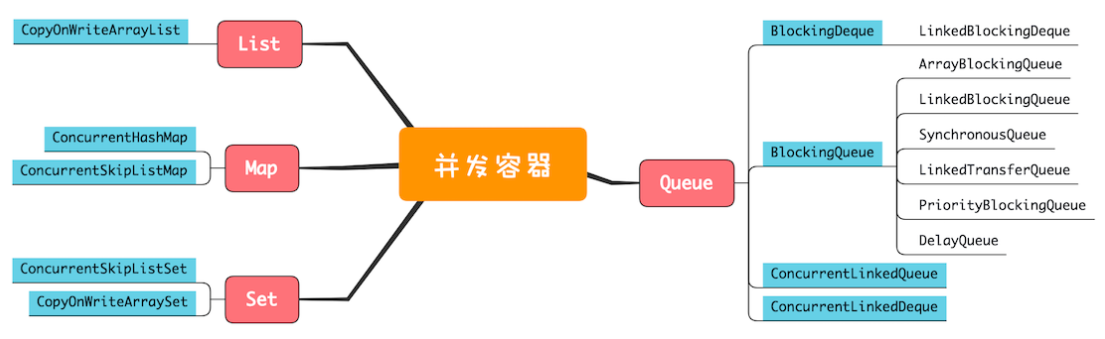 并发容器
List
CopyOnWriteArrayList
Map
ConcurrentHashMap
ConcurrentSkipListMap
Set
ConcurrentSkipListSet
CopyOnWriteArraySet
Queue
BlockingDeque
LinkedBlockingDeque
BlockingQueue
ArrayBlockingQueue
LinkedBlockingQueue
SynchronousQueue
LinkedTransferQueue
PriorityBlockingQueue
DelayQueue
ConcurrentLinkedQueue
ConcurrentLinkedDeque